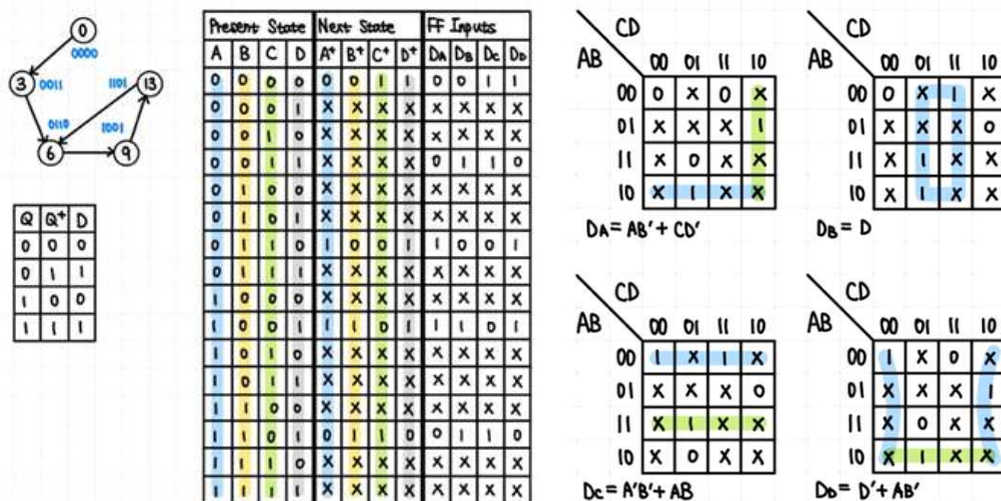 0
0000
3 0011 1101 13
0110 1001
6 9
Q Q+ D
0 0 0
0 1 1
1 0 0
1 1 1
Present State Next State FF Inputs
A B C D A+ B+ C+ D+ DA DB DC DD
0 0 0 0 0 0 1 1 0 0 1 1
0 0 0 1 X X X X X X X X
0 0 1 0 X X X X X X X X
0 0 1 1 X X X X 0 1 1 0
0 1 0 0 X X X X X X X X
0 1 0 1 X X X X X X X X
0 1 1 0 1 0 0 1 1 0 0 1
0 1 1 1 X X X X X X X X
1 0 0 0 X X X X X X X X
1 0 0 1 1 1 0 1 1 1 0 1
1 0 1 0 X X X X X X X X
1 0 1 1 X X X X X X X X
1 1 0 0 X X X X X X X X
1 1 0 1 0 1 1 0 0 1 1 0
1 1 1 0 X X X X X X X X
1 1 1 1 X X X X X X X X
CD
AB 00 01 11 10
00 0 X 0 X
01 X X X 1
11 X 0 X X
10 X 1 X X
DA = AB' + CD'
CD
AB 00 01 11 10
00 0 X 1 X
01 X X X 0
11 X 1 X X
10 X 1 X X
DB = D
CD
AB 00 01 11 10
00 1 X 1 X
01 X X X 0
11 X 1 X X
10 X 0 X X
DC = A'B' + AB
CD
AB 00 01 11 10
00 1 X 0 X
01 X X X 1
11 X 0 X X
10 X 1 X X
DD = D' + AB'